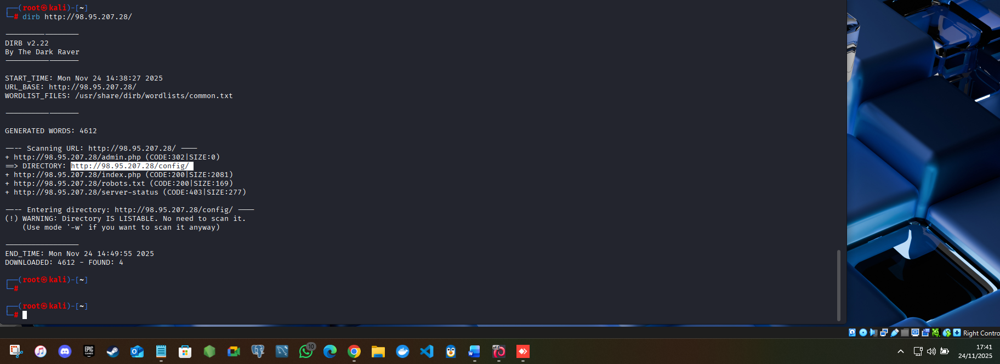 ┌──(root㉿kali)-[~]
└─# dirb http://98.95.207.28/
-----------------
DIRB v2.22
By The Dark Raver
-----------------
START_TIME: Mon Nov 24 14:38:27 2025
URL_BASE: http://98.95.207.28/
WORDLIST_FILES: /usr/share/dirb/wordlists/common.txt
-----------------
GENERATED WORDS: 4612
---- Scanning URL: http://98.95.207.28/ ----
+ http://98.95.207.28/admin.php (CODE:302|SIZE:0)
==> DIRECTORY: http://98.95.207.28/config/
+ http://98.95.207.28/index.php (CODE:200|SIZE:2081)
+ http://98.95.207.28/robots.txt (CODE:200|SIZE:169)
+ http://98.95.207.28/server-status (CODE:403|SIZE:277)
---- Entering directory: http://98.95.207.28/config/ ----
(!) WARNING: Directory IS LISTABLE. No need to scan it.
(Use mode '-w' if you want to scan it anyway)
-----------------
END_TIME: Mon Nov 24 14:49:55 2025
DOWNLOADED: 4612 - FOUND: 4
┌──(root㉿kali)-[~]
└─#
┌──(root㉿kali)-[~]
└─#
Right Contro
EPIC GAMES
10
17:41
24/11/2025